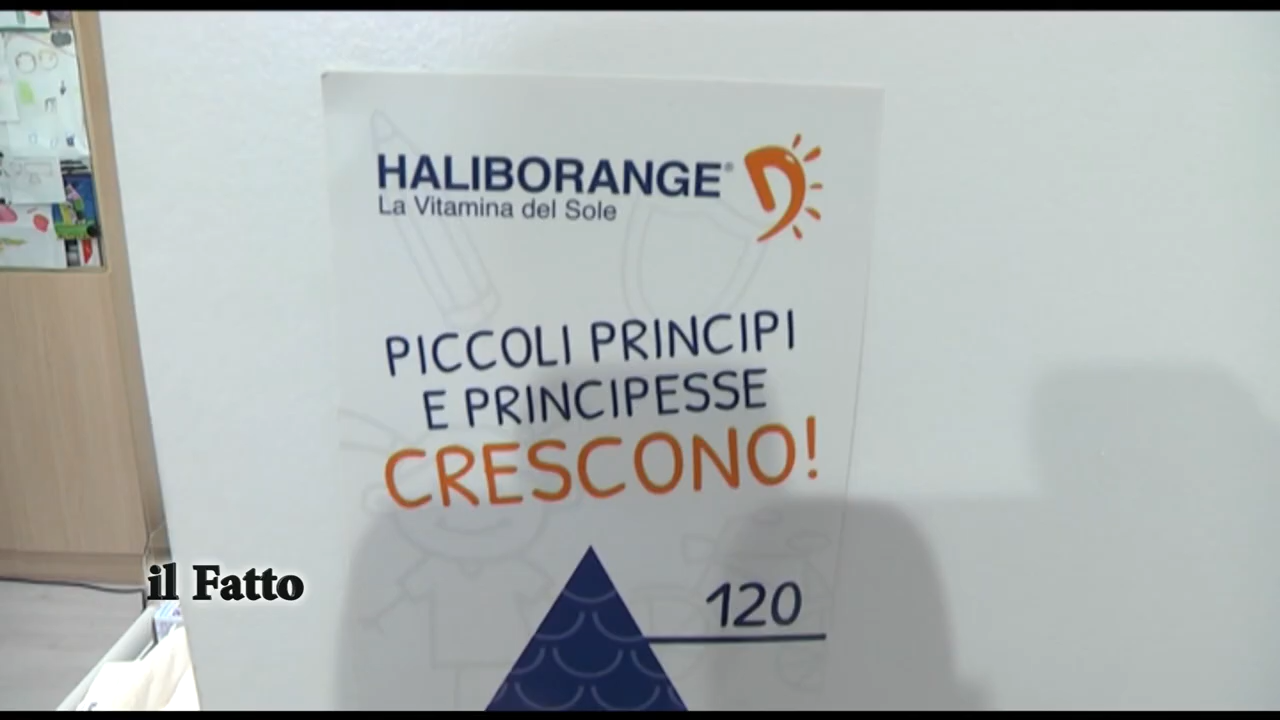 HALIBORANGE®
La Vitamina del Sole
PICCOLI PRINCIPI
E PRINCIPESSE
CRESCONO!
il Fatto
120